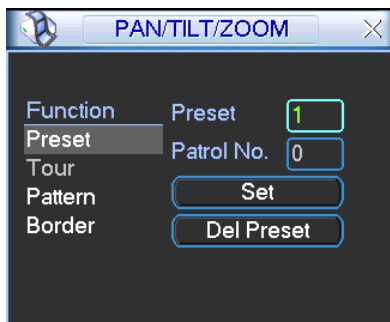 PAN/TILT/ZOOM
Function
Preset
Tour
Pattern
Border
Preset 1
Patrol No. 0
Set
Del Preset